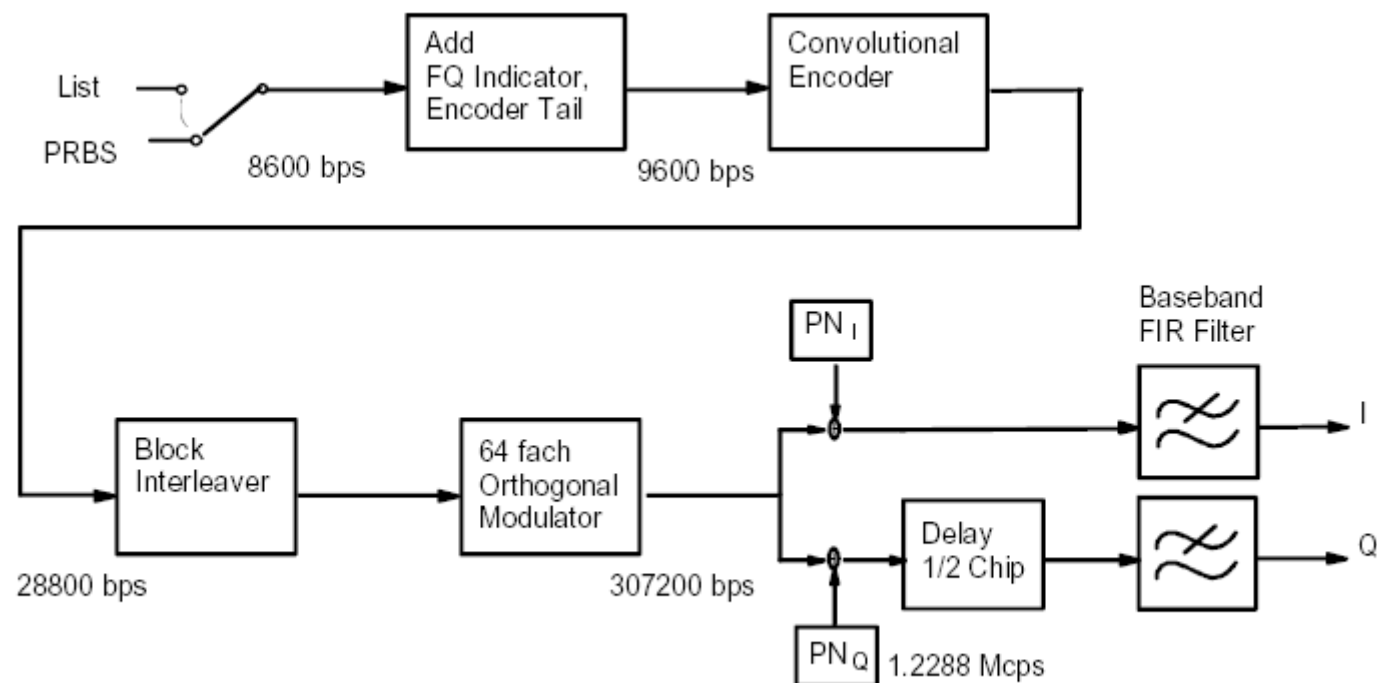 List
PRBS
8600 bps
Add
FQ Indicator,
Encoder Tail
9600 bps
Convolutional
Encoder
28800 bps
Block
Interleaver
64 fach
Orthogonal
Modulator
307200 bps
PN I
PN Q
1.2288 Mcps
Delay
1/2 Chip
Baseband
FIR Filter
I
Q